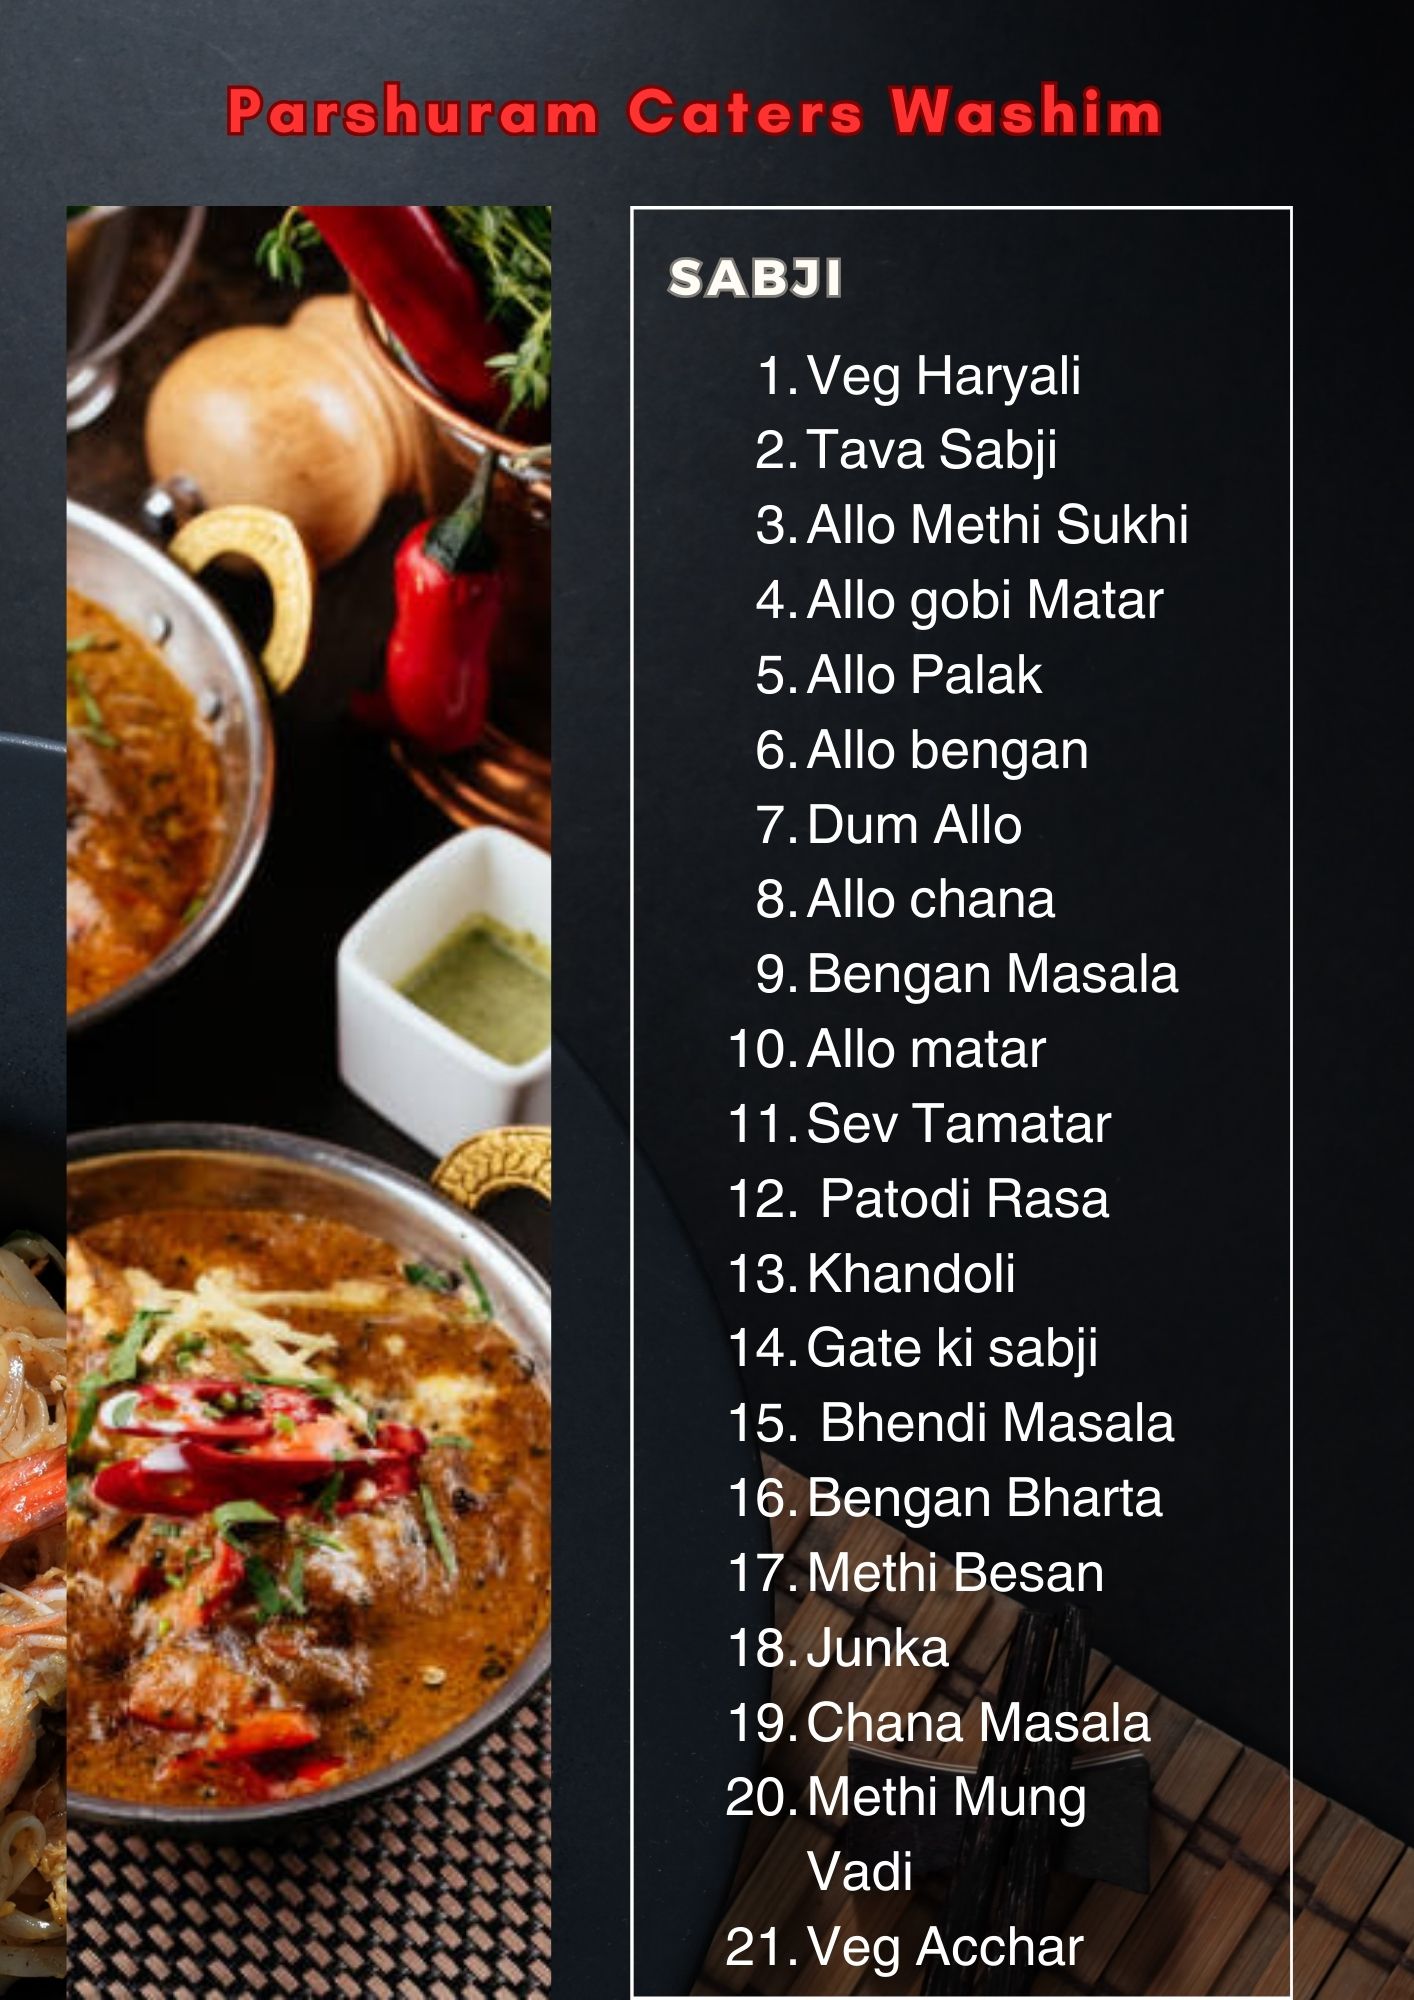 Parshuram Caters Washim
SABJI
1. Veg Haryali
2. Tava Sabji
3. Allo Methi Sukhi
4. Allo gobi Matar
5. Allo Palak
6. Allo bengan
7. Dum Allo
8. Allo chana
9. Bengan Masala
10. Allo matar
11. Sev Tamatar
12. Patodi Rasa
13. Khandoli
14. Gate ki sabji
15. Bhendi Masala
16. Bengan Bharta
17. Methi Besan
18. Junka
19. Chana Masala
20. Methi Mung
Vadi
21. Veg Acchar